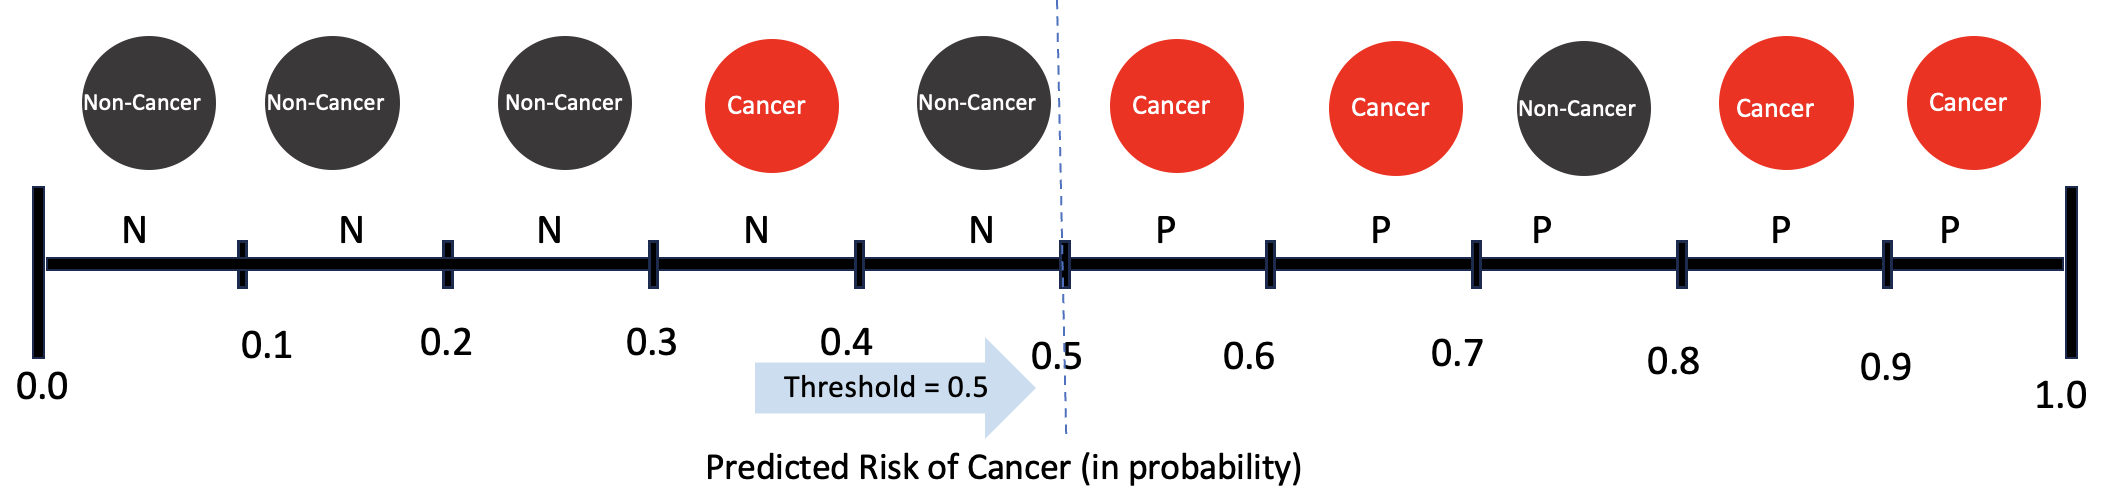 Non-Cancer Non-Cancer Non-Cancer Cancer Non-Cancer Cancer Cancer Non-Cancer Cancer Cancer
N N N N N P P P P P
0.0 0.1 0.2 0.3 0.4 0.5 0.6 0.7 0.8 0.9 1.0
Threshold = 0.5
Predicted Risk of Cancer (in probability)